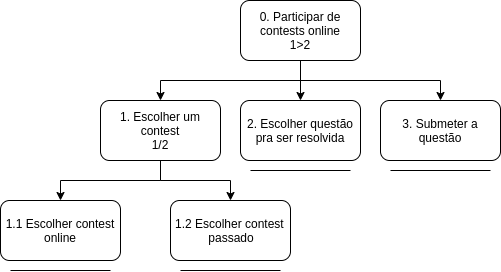 0. Participar de
contests online
1>2
1. Escolher um
contest
1/2
2. Escolher questão
pra ser resolvida
3. Submeter a
questão
1.1 Escolher contest
online
1.2 Escolher contest
passado